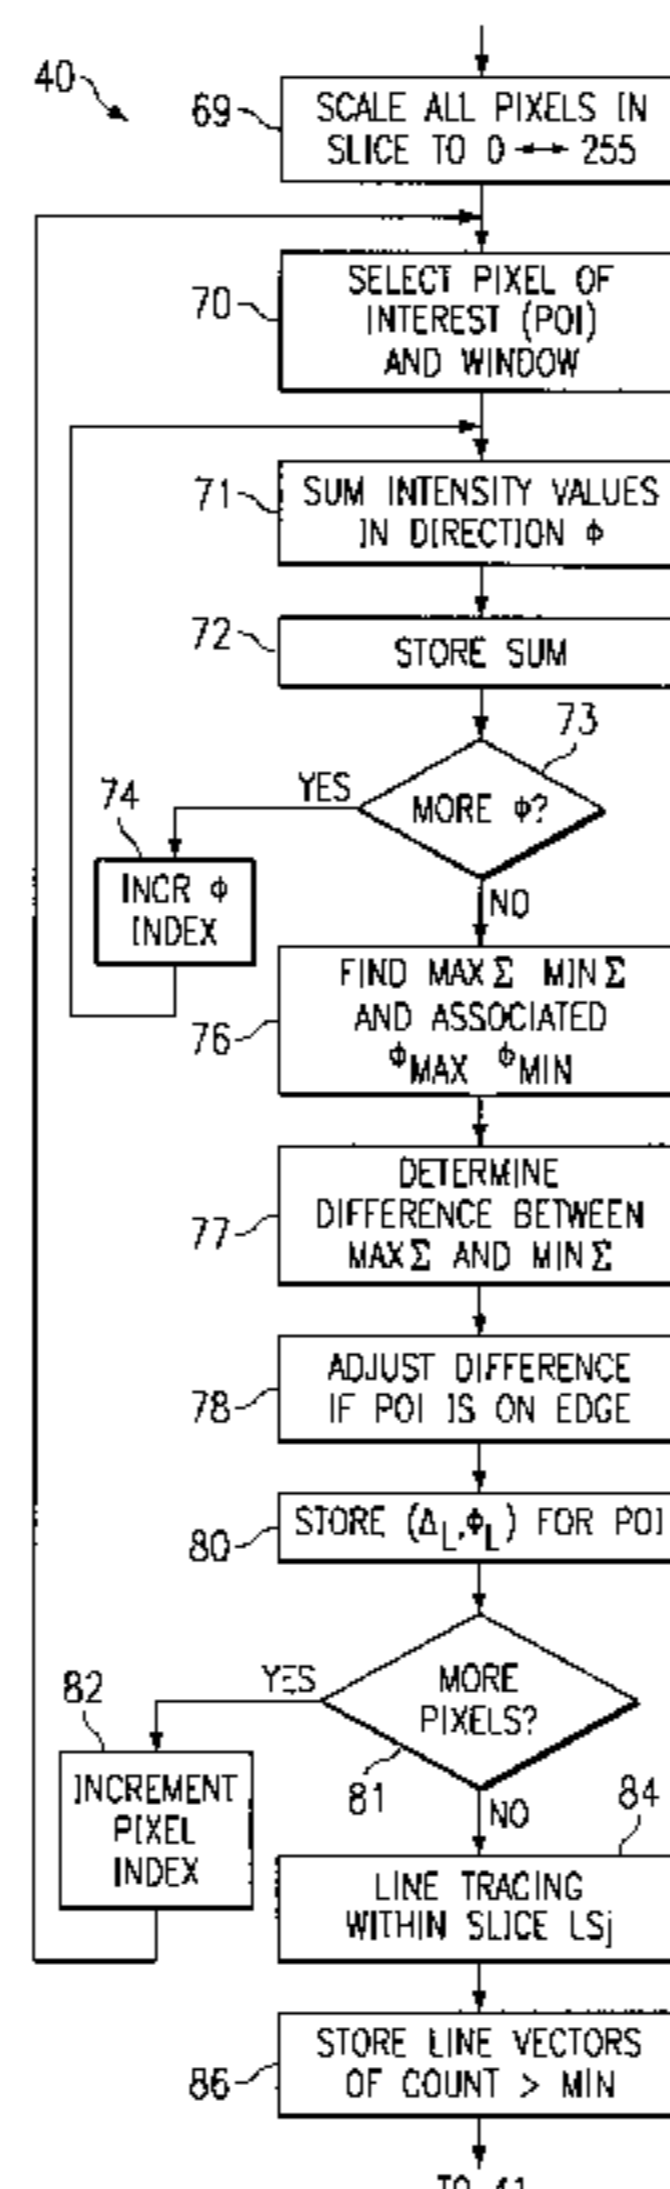 40
69
SCALE ALL PIXELS IN
SLICE TO 0 ↔ 255
70
SELECT PIXEL OF
INTEREST (POI)
AND WINDOW
71
SUM INTENSITY VALUES
IN DIRECTION Φ
72
STORE SUM
73
MORE Φ?
YES
74
INCR Φ
INDEX
NO
76
FIND MAX Σ MIN Σ
AND ASSOCIATED
ΦMAX ΦMIN
77
DETERMINE
DIFFERENCE BETWEEN
MAX Σ AND MIN Σ
78
ADJUST DIFFERENCE
IF POI IS ON EDGE
80
STORE (ΔL,ΦL) FOR POI
81
MORE
PIXELS?
YES
82
INCREMENT
PIXEL
INDEX
NO
84
LINE TRACING
WITHIN SLICE LSj
86
STORE LINE VECTORS
OF COUNT > MIN
TO 41